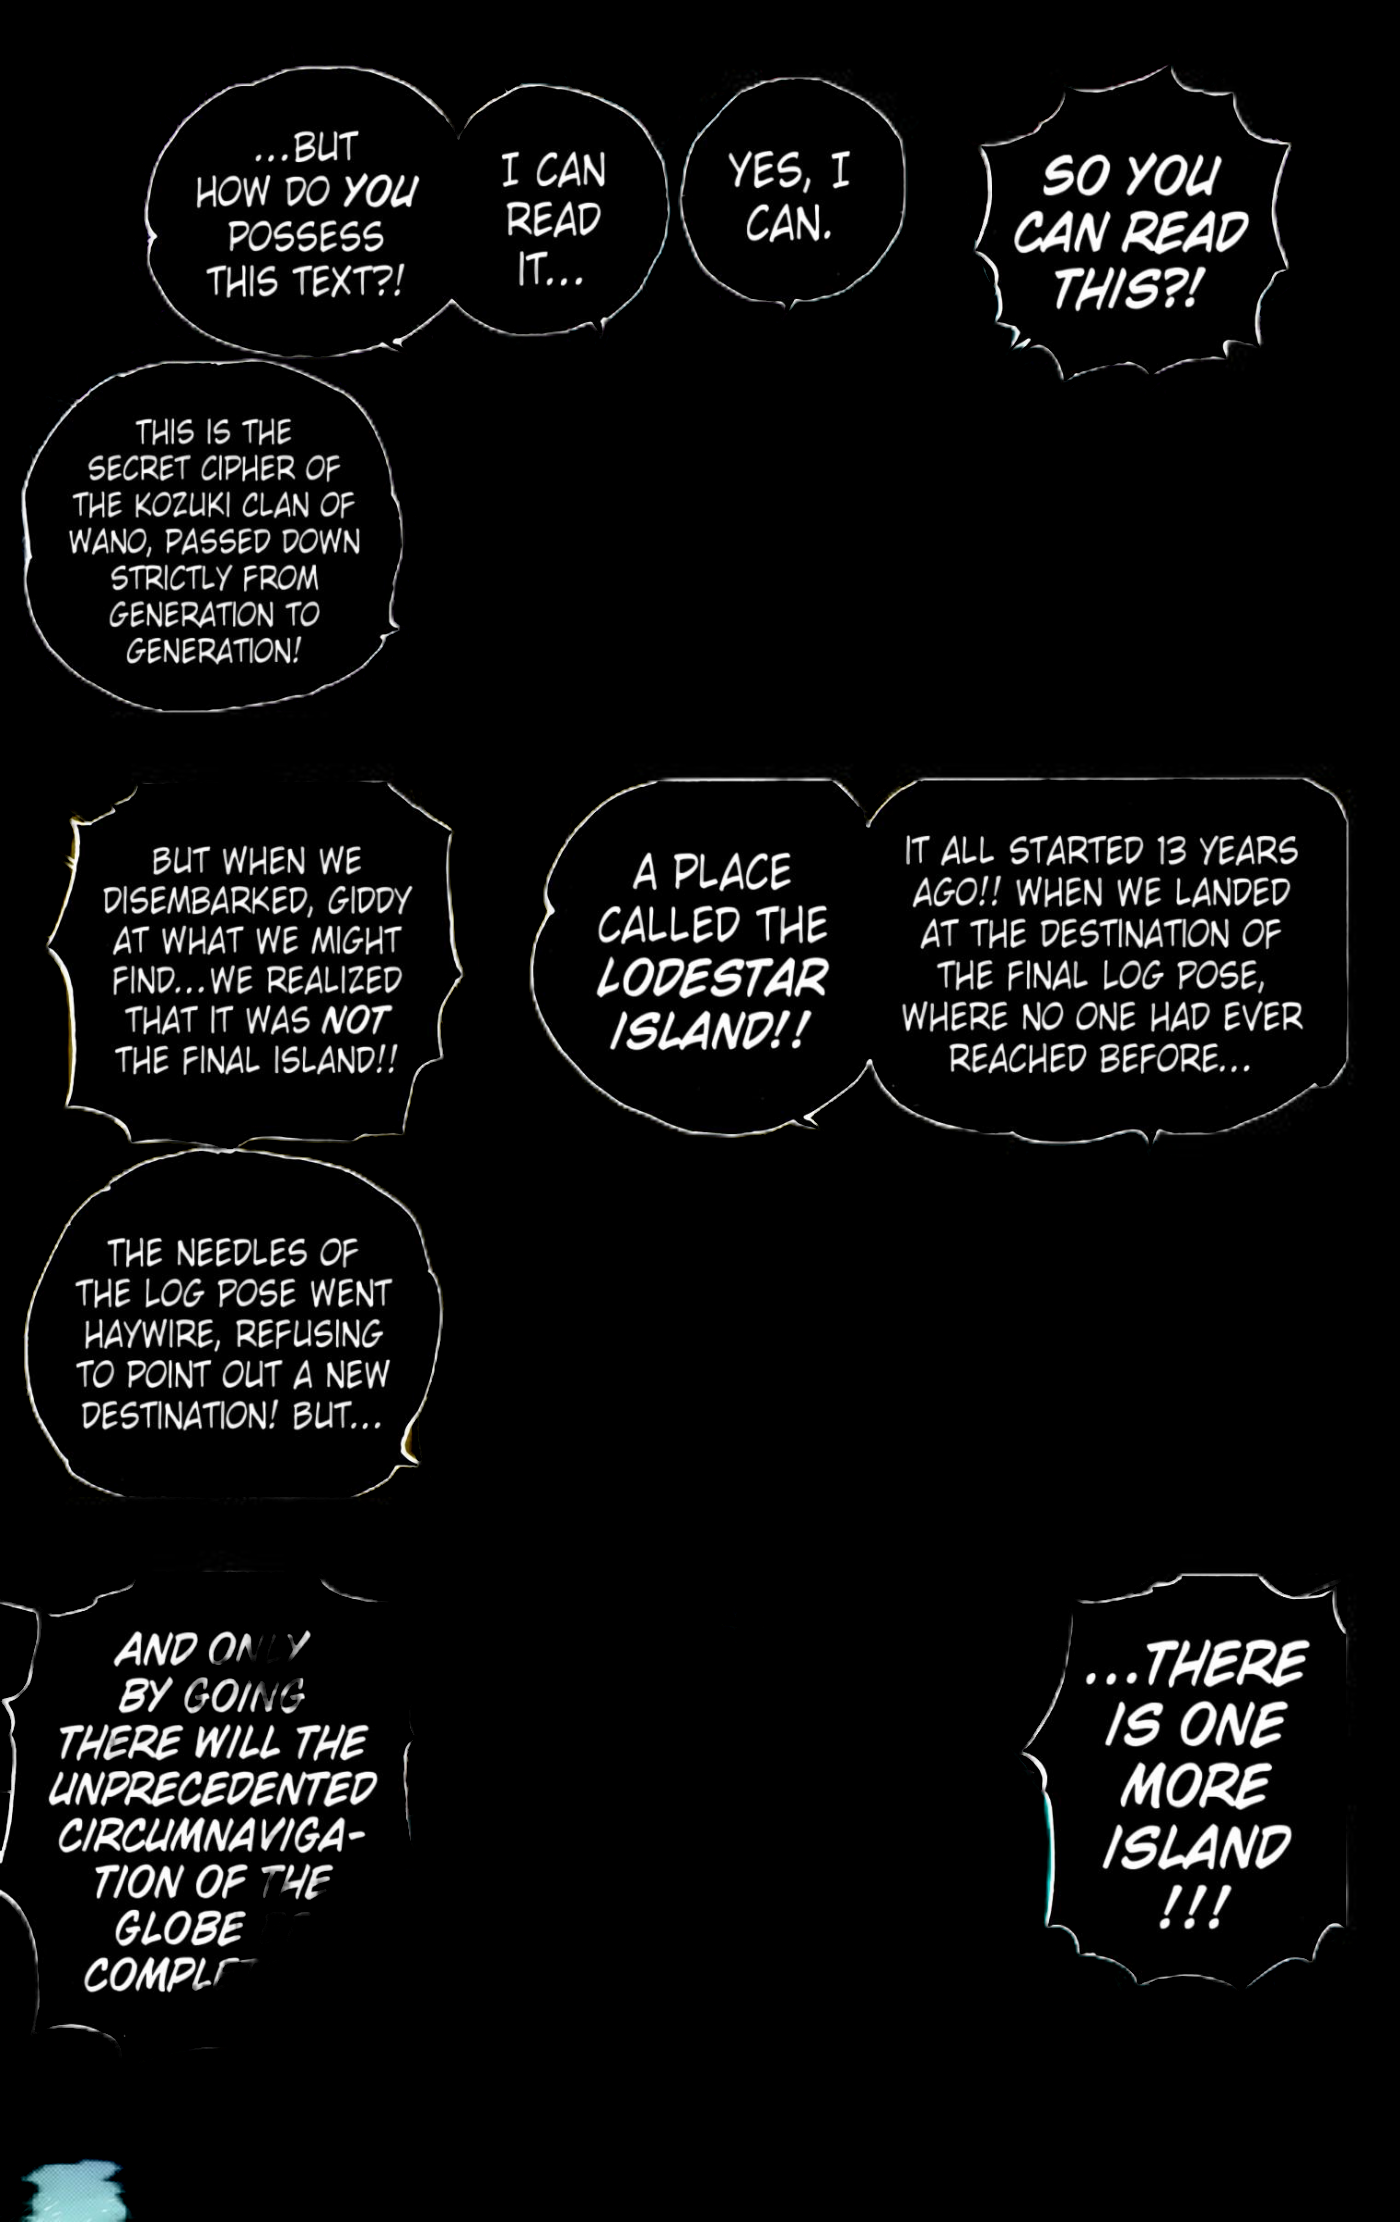 SO YOU
CAN READ
THIS?!
YES, I
CAN.
I CAN
READ
IT...
...BUT
HOW DO YOU
POSSESS
THIS TEXT?!
THIS IS THE
SECRET CIPHER OF
THE KOZUKI CLAN OF
WANO, PASSED DOWN
STRICTLY FROM
GENERATION TO
GENERATION!
IT ALL STARTED 13 YEARS
AGO!! WHEN WE LANDED
AT THE DESTINATION OF
THE FINAL LOG POSE,
WHERE NO ONE HAD EVER
REACHED BEFORE...
A PLACE
CALLED THE
LODESTAR
ISLAND!!
BUT WHEN WE
DISEMBARKED, GIDDY
AT WHAT WE MIGHT
FIND...WE REALIZED
THAT IT WAS NOT
THE FINAL ISLAND!!
THE NEEDLES OF
THE LOG POSE WENT
HAYWIRE, REFUSING
TO POINT OUT A NEW
DESTINATION! BUT...
...THERE
IS ONE
MORE
ISLAND
!!!
AND ONLY
BY GOING
THERE WILL THE
UNPRECEDENTED
CIRCUMNAVIGA-
TION OF THE
GLOBE